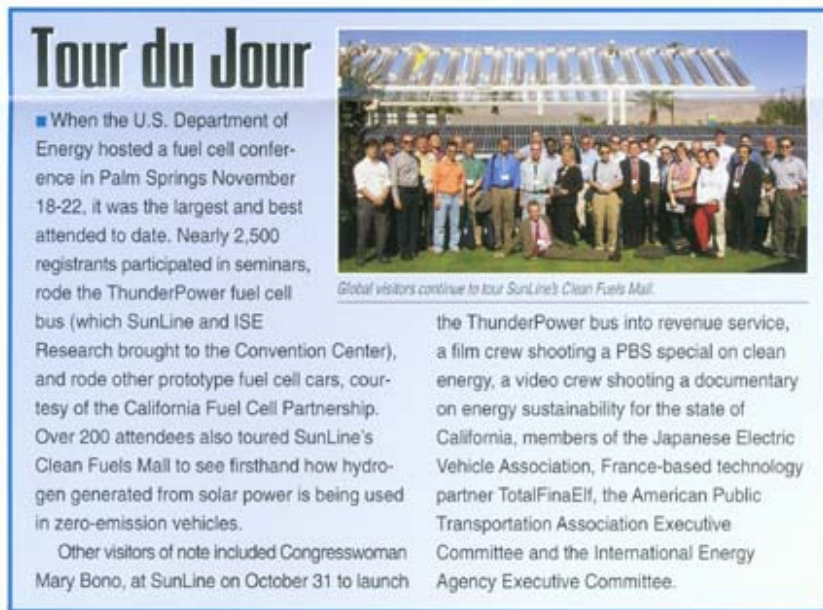 Tour du Jour
■ When the U.S. Department of
Energy hosted a fuel cell confer-
ence in Palm Springs November
18-22, it was the largest and best
attended to date. Nearly 2,500
registrants participated in seminars,
rode the ThunderPower fuel cell
bus (which SunLine and ISE
Research brought to the Convention Center),
and rode other prototype fuel cell cars, cour-
tesy of the California Fuel Cell Partnership.
Over 200 attendees also toured SunLine's
Clean Fuels Mall to see firsthand how hydro-
gen generated from solar power is being used
in zero-emission vehicles.
Other visitors of note included Congresswoman
Mary Bono, at SunLine on October 31 to launch
Global visitors continue to tour SunLine's Clean Fuels Mall.
the ThunderPower bus into revenue service,
a film crew shooting a PBS special on clean
energy, a video crew shooting a documentary
on energy sustainability for the state of
California, members of the Japanese Electric
Vehicle Association, France-based technology
partner TotalFinaElf, the American Public
Transportation Association Executive
Committee and the International Energy
Agency Executive Committee.